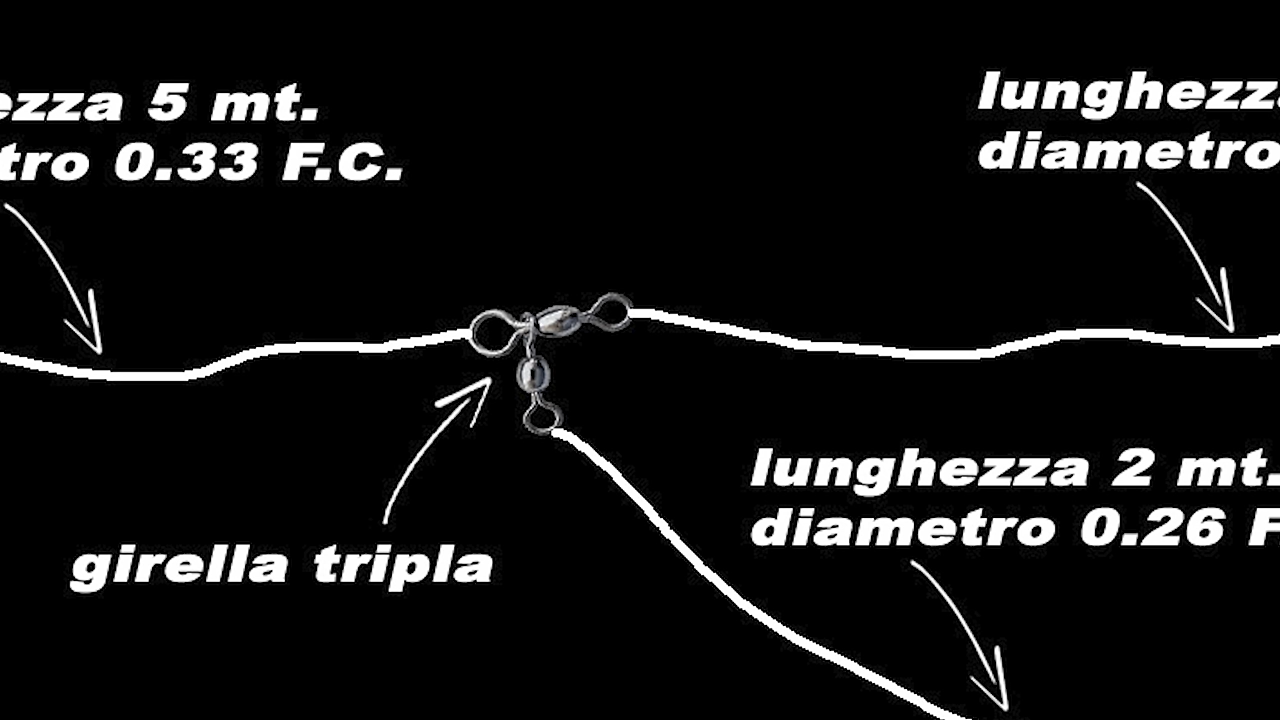 ezza 5 mt.
tro 0.33 F.C.
lunghezz
diametro
lunghezza 2 mt.
diametro 0.26 F
girella tripla